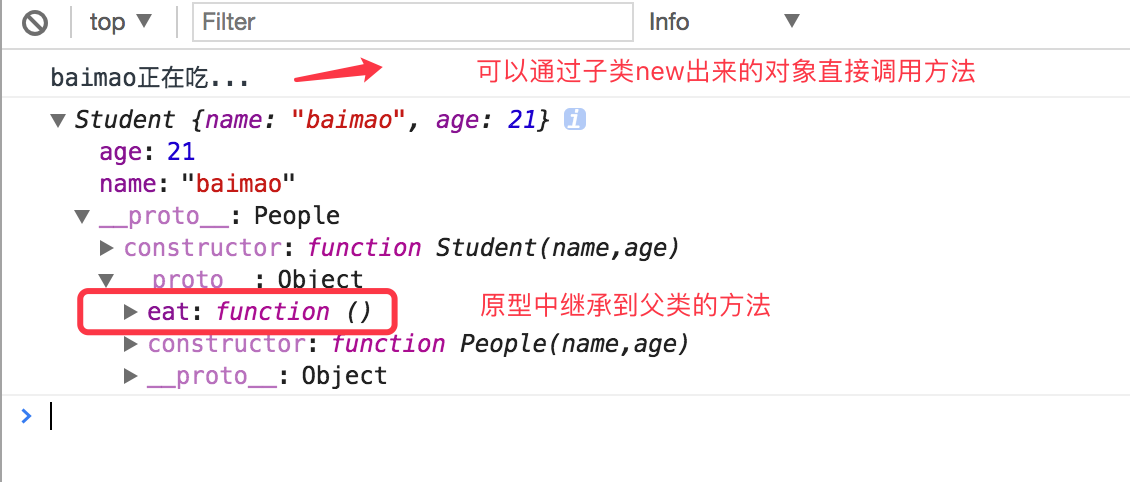 top Filter Info
baimao正在吃... 可以通过子类new出来的对象直接调用方法
Student {name: "baimao", age: 21} i
age: 21
name: "baimao"
__proto__: People
constructor: function Student(name,age)
__proto__: Object
eat: function () 原型中继承到父类的方法
constructor: function People(name,age)
__proto__: Object
>